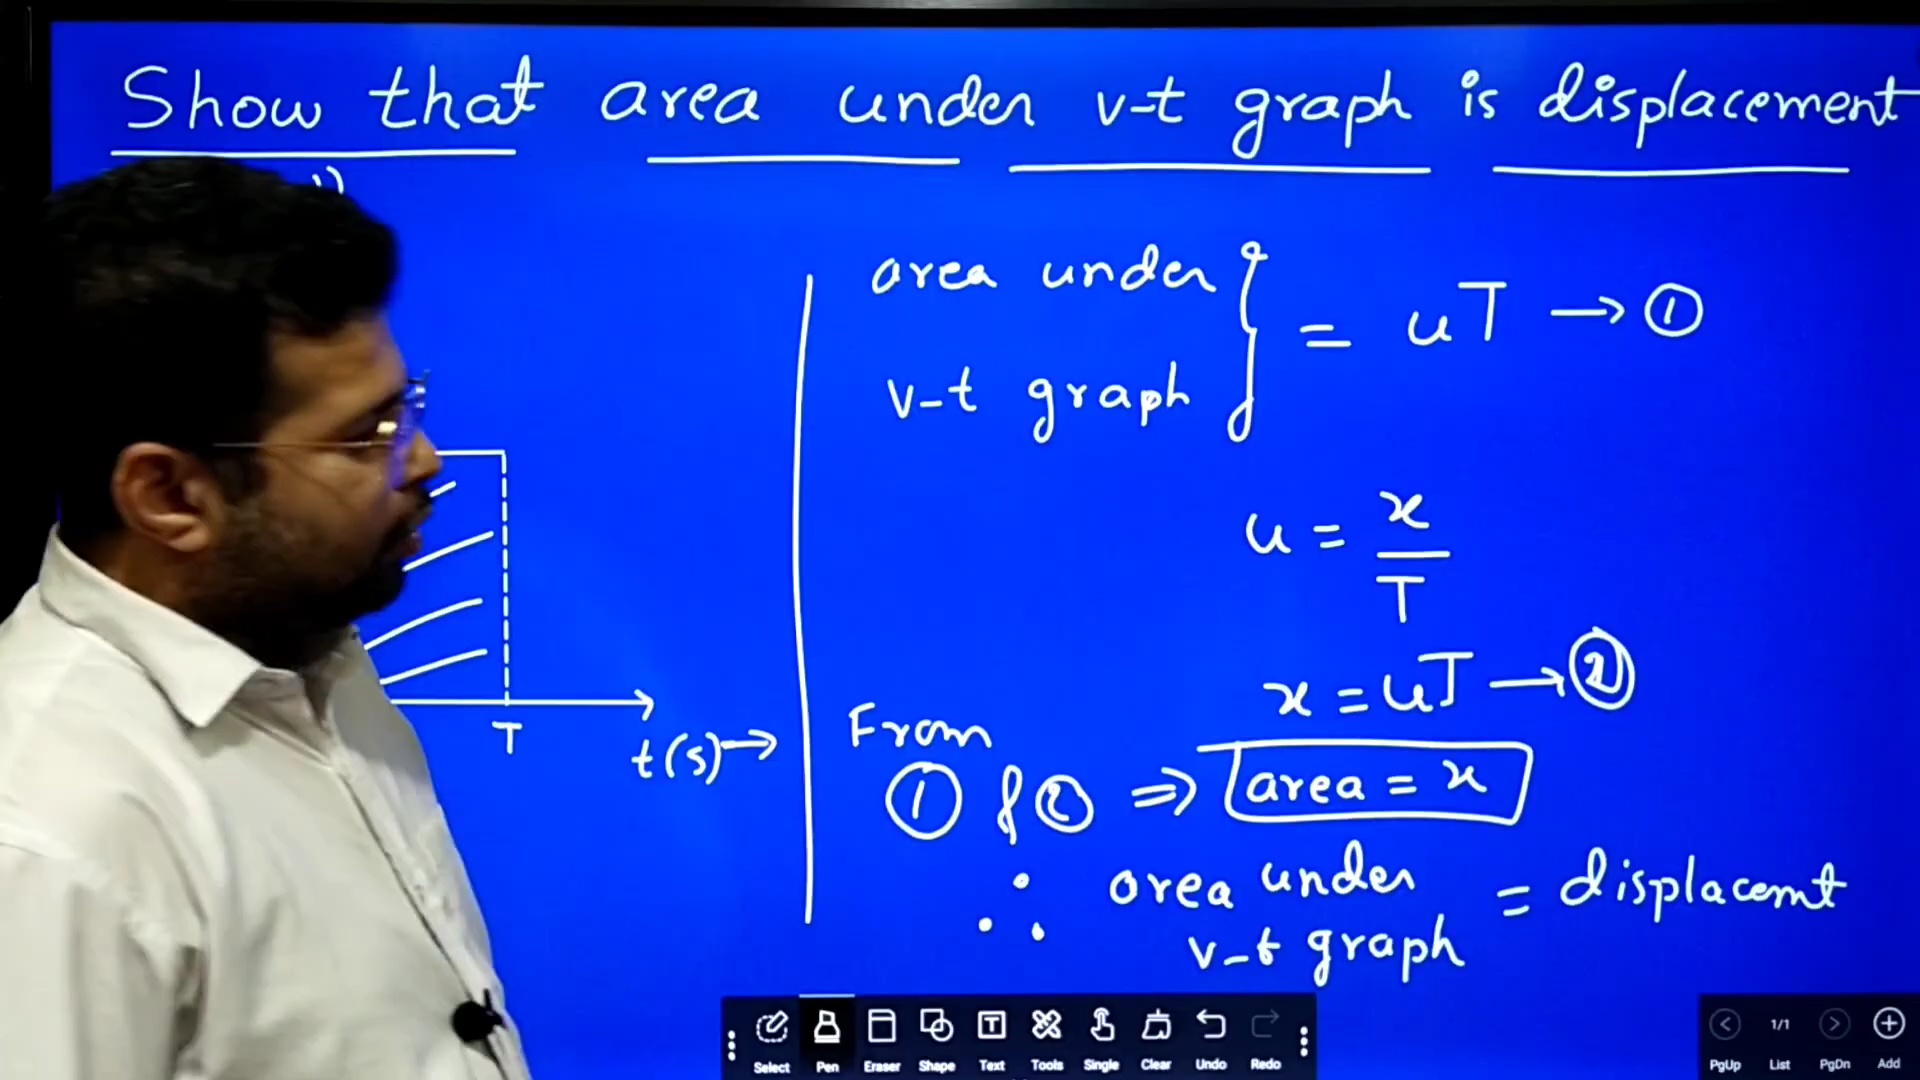 Show that area under v-t graph is displacement
area under
v-t graph } = uT → ①
u = x/T
x = uT → ②
From
① & ② ⇒ area = x
∴ area under
v-t graph = displacemt
T
t(s) →
Select Pen Eraser Shape Text Tools Single Clear Undo Redo
1/1
PgUp List PgDn Add